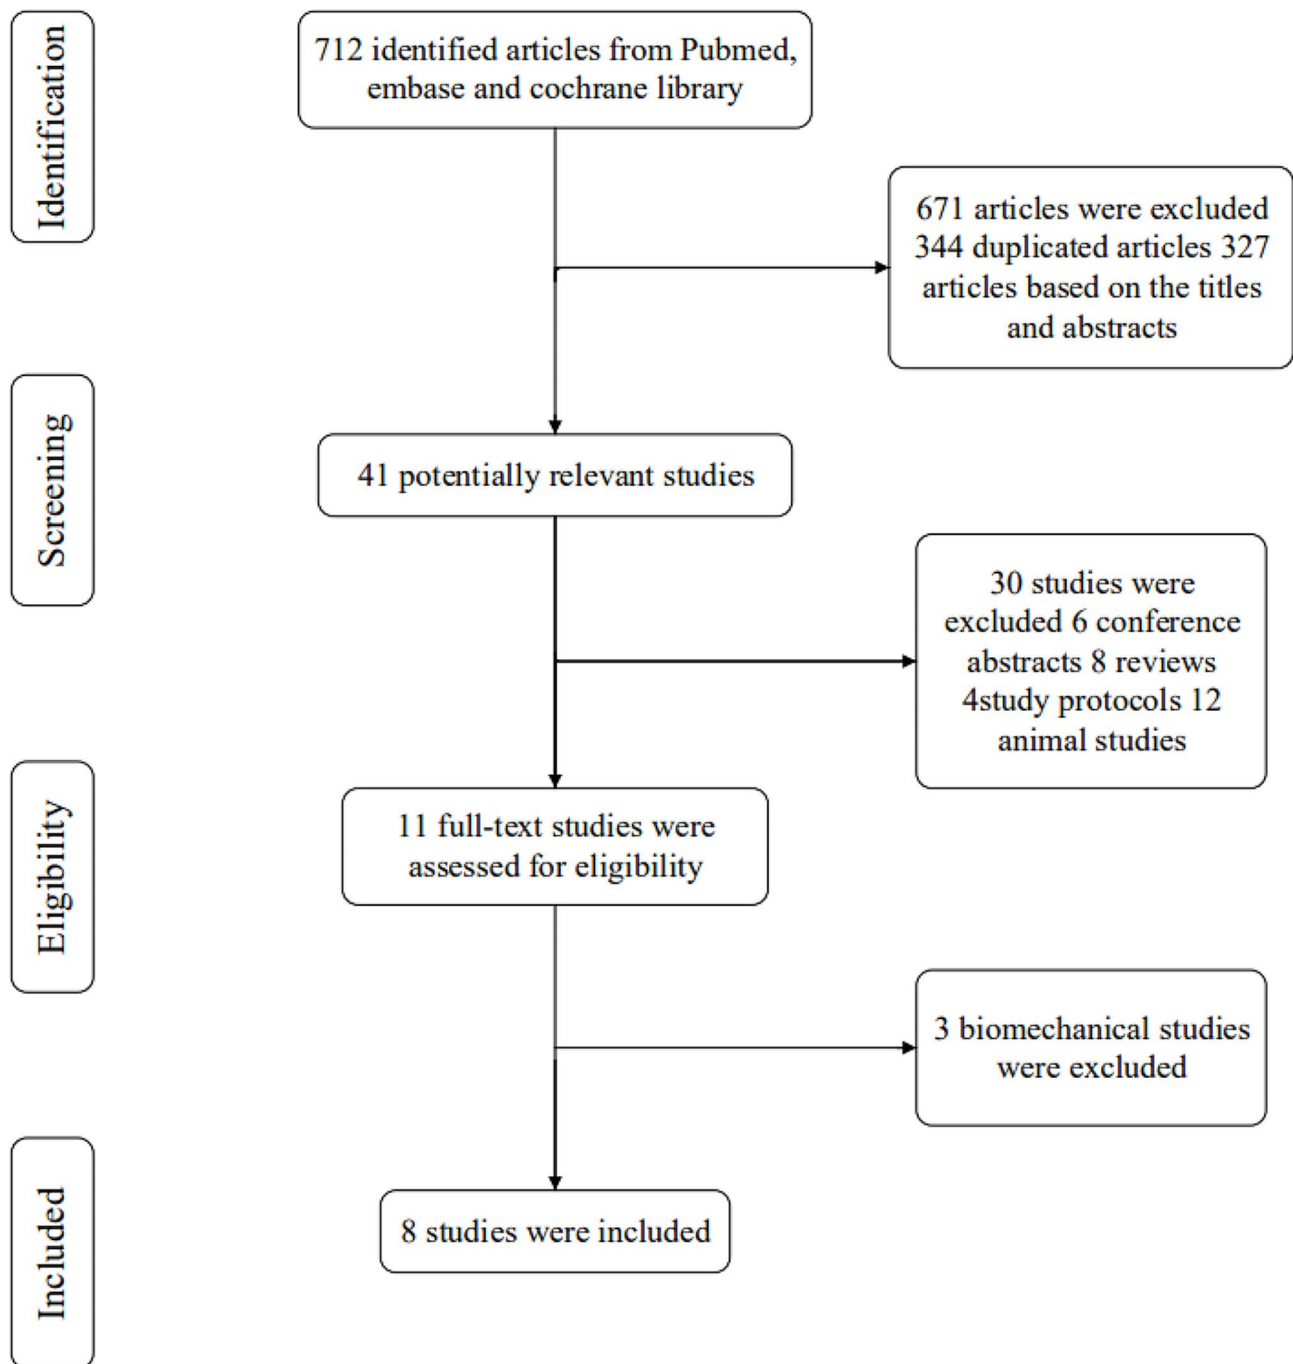 Identification
712 identified articles from Pubmed,
embase and cochrane library
671 articles were excluded
344 duplicated articles 327
articles based on the titles
and abstracts
Screening
41 potentially relevant studies
30 studies were
excluded 6 conference
abstracts 8 reviews
4study protocols 12
animal studies
Eligibility
11 full-text studies were
assessed for eligibility
3 biomechanical studies
were excluded
Included
8 studies were included